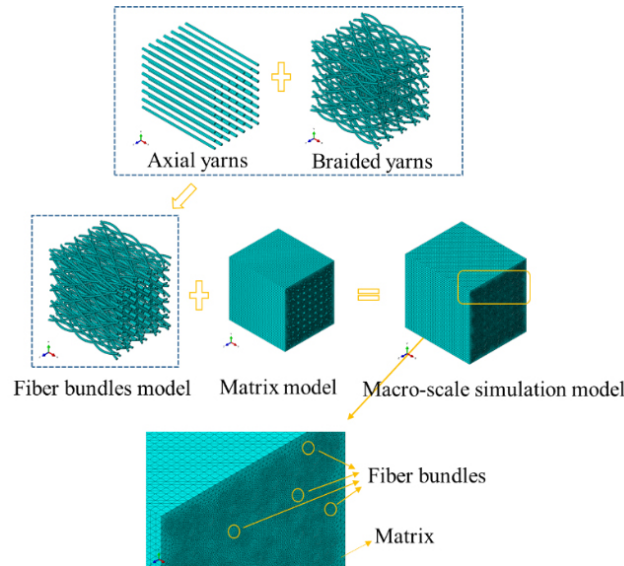 Axial yarns
Braided yarns
Fiber bundles model
Matrix model
Macro-scale simulation model
Fiber bundles
Matrix